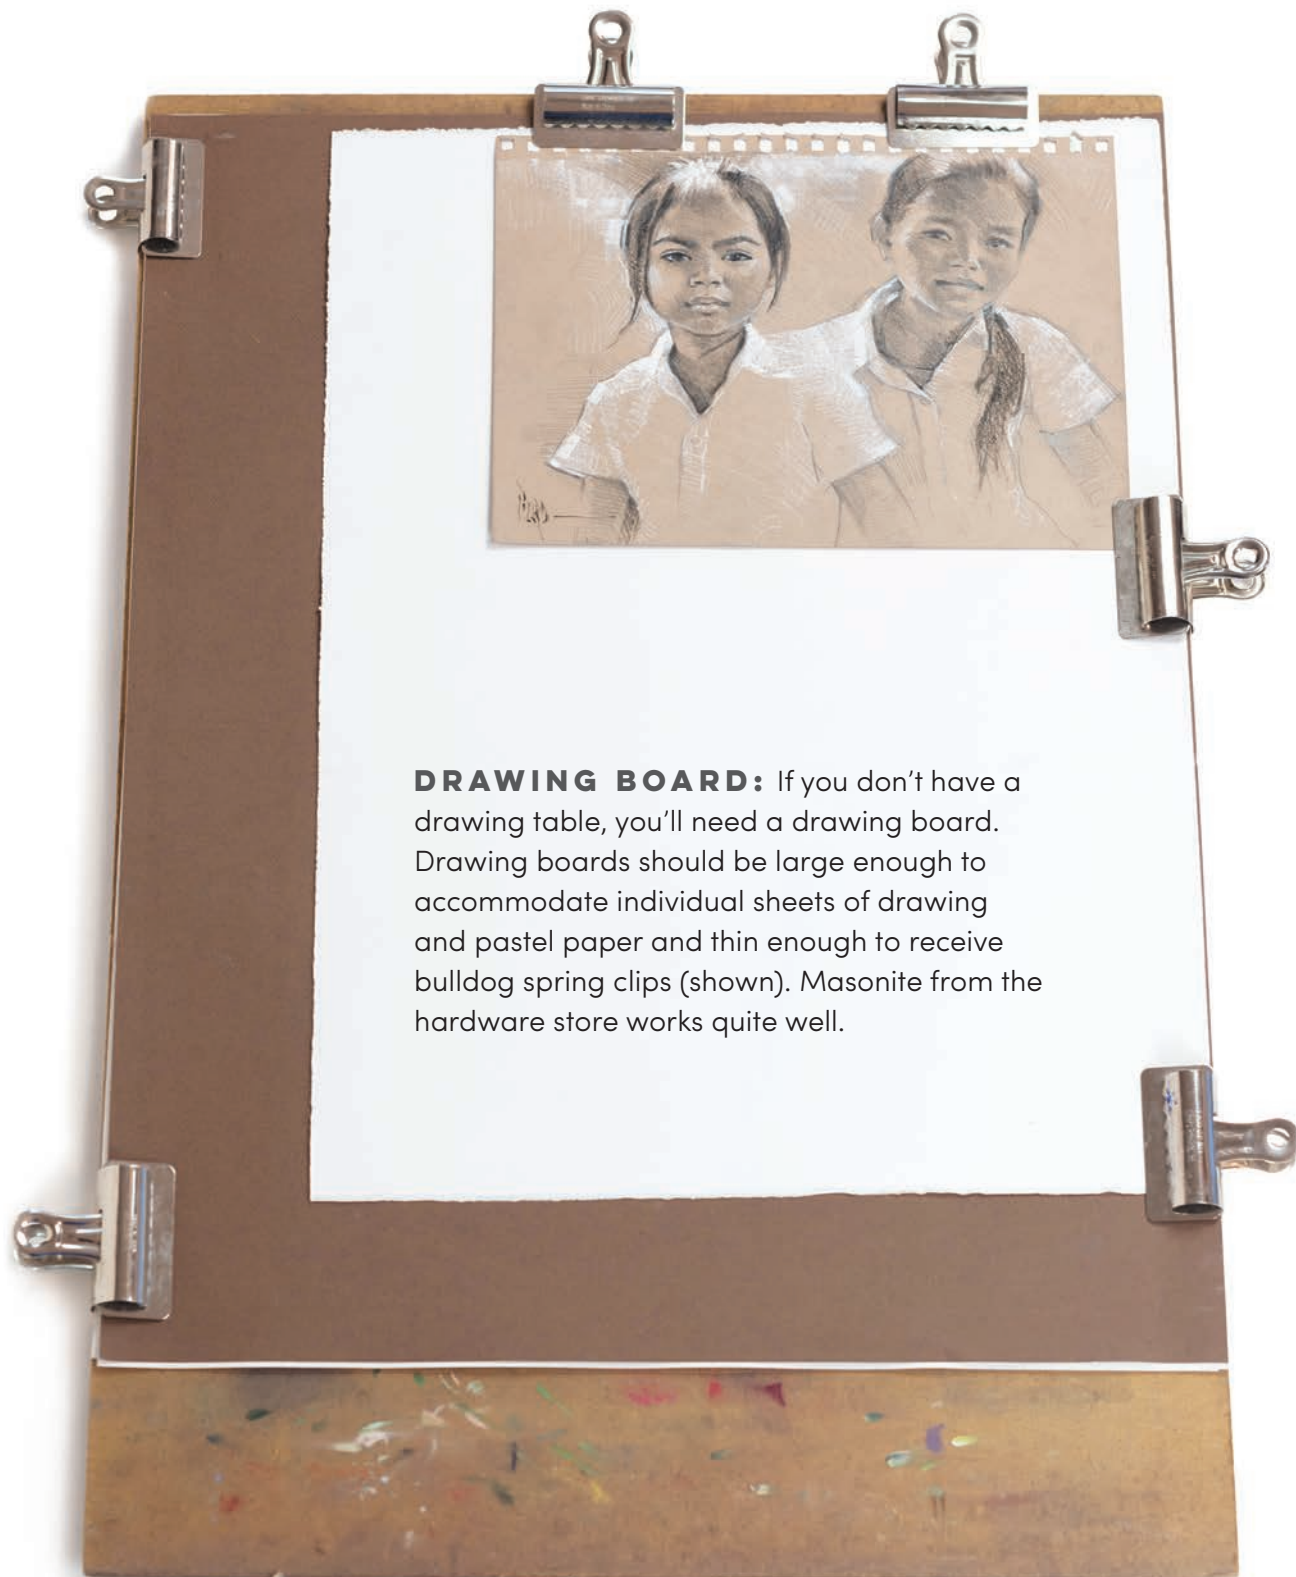 DRAWING BOARD: If you don’t have a
drawing table, you’ll need a drawing board.
Drawing boards should be large enough to
accommodate individual sheets of drawing
and pastel paper and thin enough to receive
bulldog spring clips (shown). Masonite from the
hardware store works quite well.